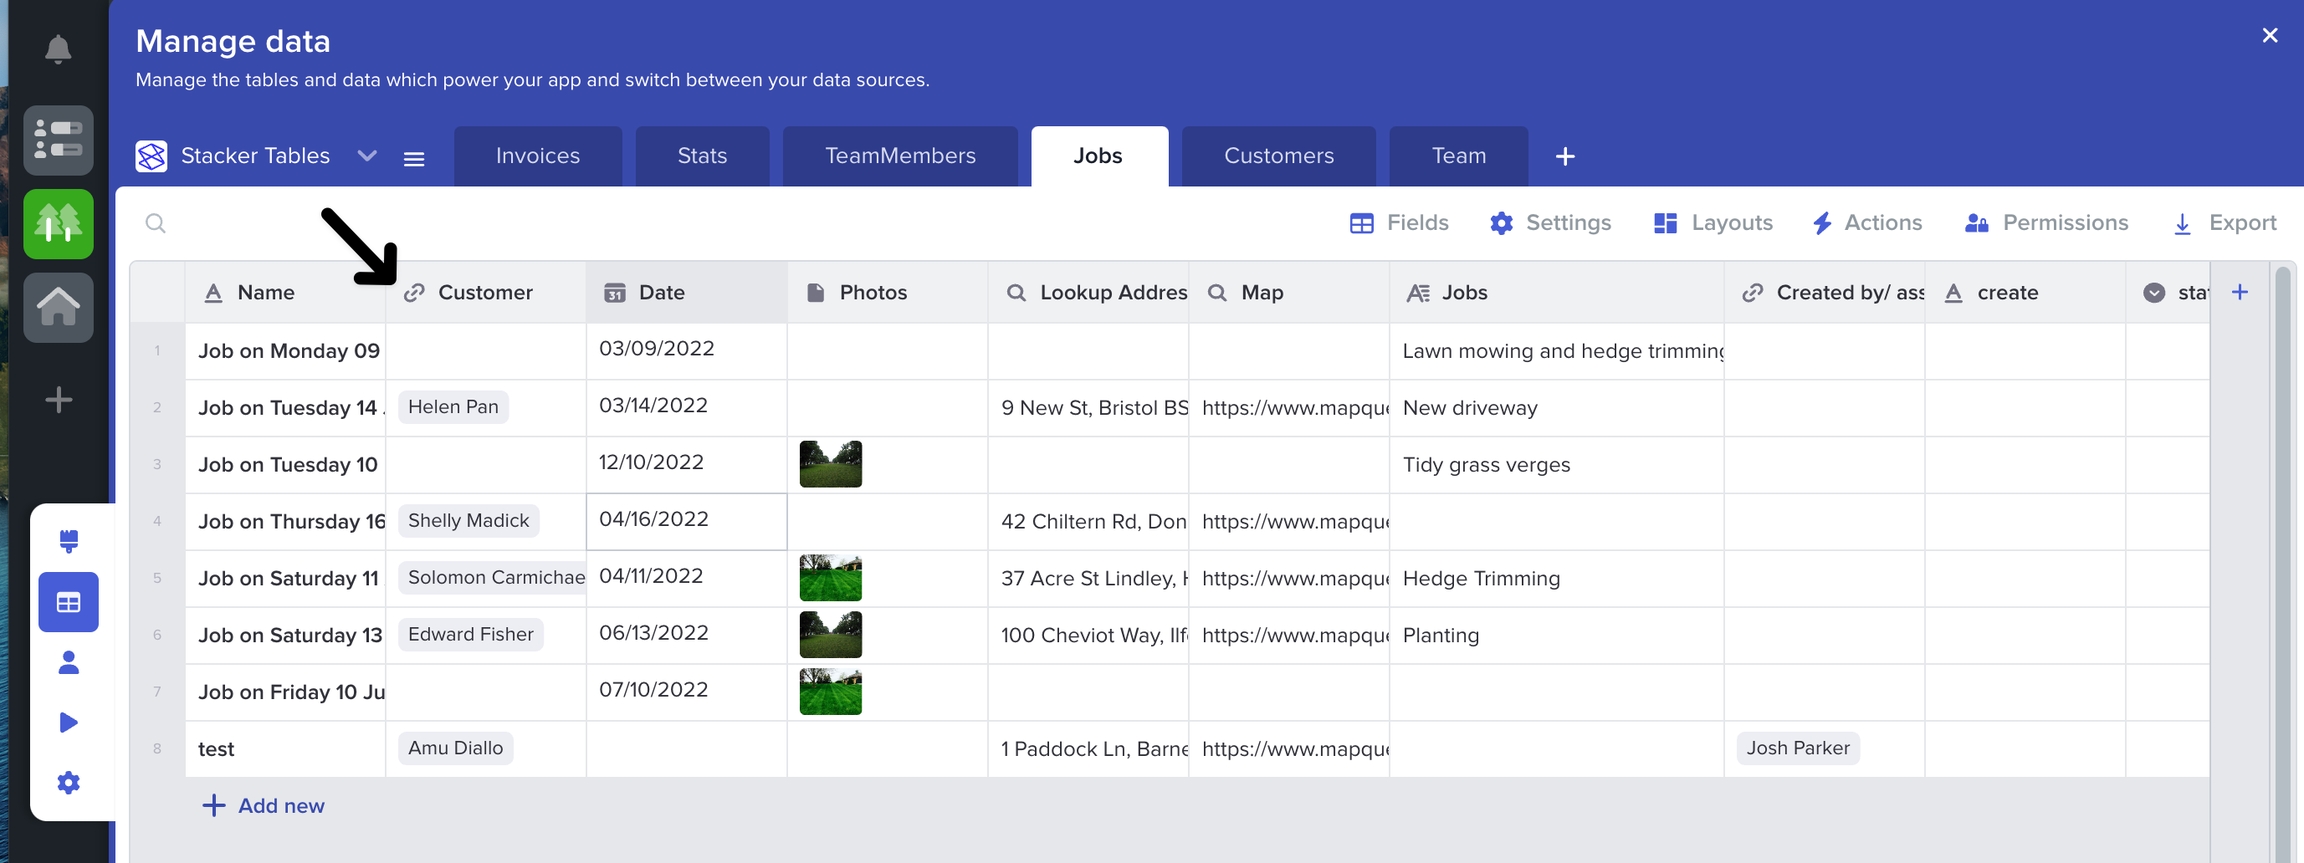 Manage data
Manage the tables and data which power your app and switch between your data sources.
Stacker Tables Invoices Stats TeamMembers Jobs Customers Team
Fields Settings Layouts Actions Permissions Export
Name Customer 31 Date Photos Lookup Addres Map Jobs Created by/ ass create sta
1 Job on Monday 09 03/09/2022 Lawn mowing and hedge trimming
2 Job on Tuesday 14 Helen Pan 03/14/2022 9 New St, Bristol BS https://www.mapque New driveway
3 Job on Tuesday 10 12/10/2022 Tidy grass verges
4 Job on Thursday 16 Shelly Madick 04/16/2022 42 Chiltern Rd, Don https://www.mapque
5 Job on Saturday 11 Solomon Carmichae 04/11/2022 37 Acre St Lindley, H https://www.mapque Hedge Trimming
6 Job on Saturday 13 Edward Fisher 06/13/2022 100 Cheviot Way, Ilf https://www.mapque Planting
7 Job on Friday 10 Ju 07/10/2022
8 test Amu Diallo 1 Paddock Ln, Barne https://www.mapque Josh Parker
Add new